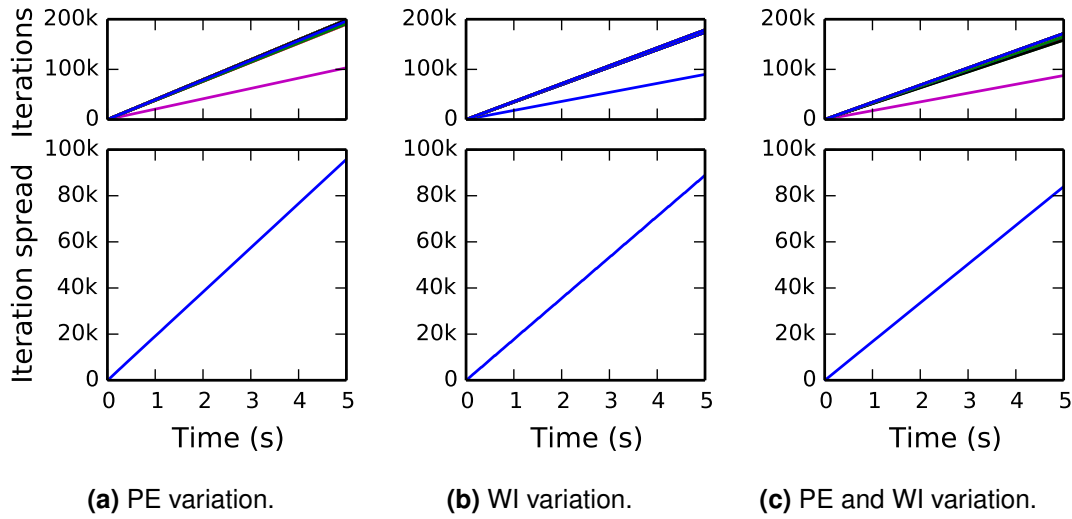 200k 200k 200k
Iterations
100k 100k 100k
0 0 0
100k 100k 100k
Iteration spread
80k 80k 80k
60k 60k 60k
40k 40k 40k
20k 20k 20k
0 0 0
0 1 2 3 4 5 0 1 2 3 4 5 0 1 2 3 4 5
Time (s) Time (s) Time (s)
(a) PE variation. (b) WI variation. (c) PE and WI variation.